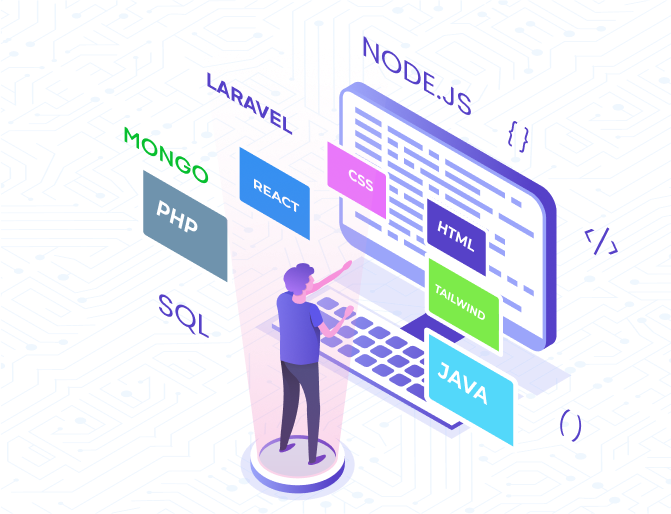 NODE.JS
LARAVEL
{ }
MONGO
REACT
CSS
PHP
HTML
</>
TAILWIND
SQL
JAVA
( )